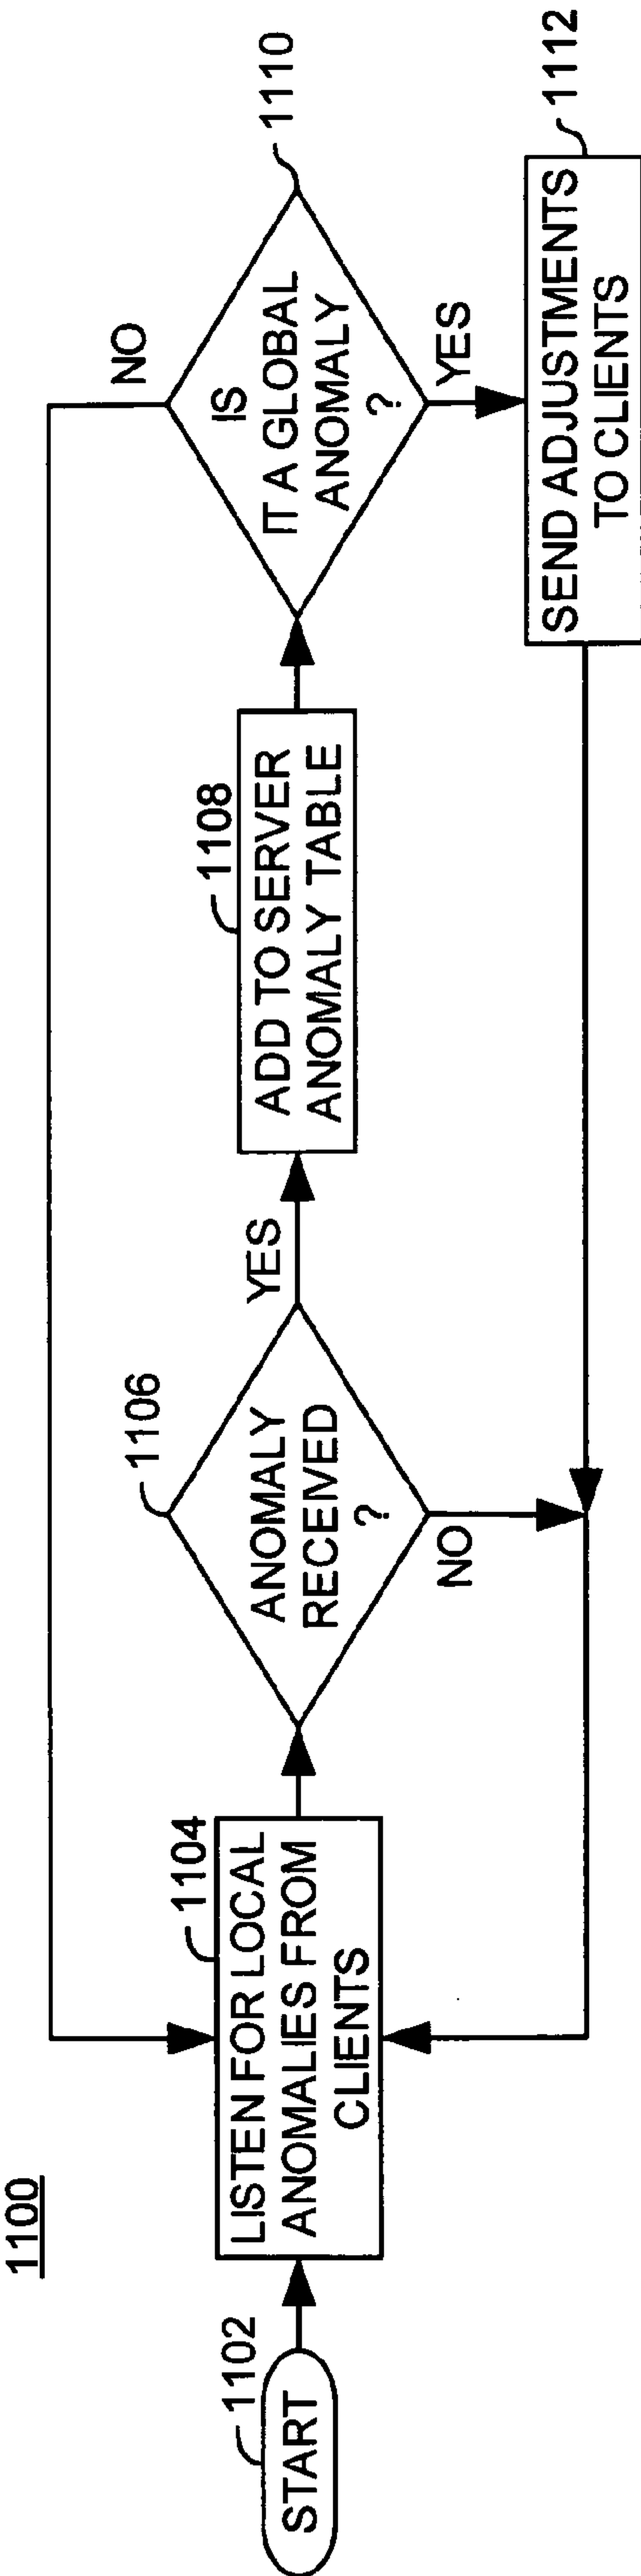 1100
1102
START
1104
LISTEN FOR LOCAL
ANOMALIES FROM
CLIENTS
1106
ANOMALY
RECEIVED
?
YES
NO
1108
ADD TO SERVER
ANOMALY TABLE
1110
IS
IT A GLOBAL
ANOMALY
?
NO
YES
1112
SEND ADJUSTMENTS
TO CLIENTS